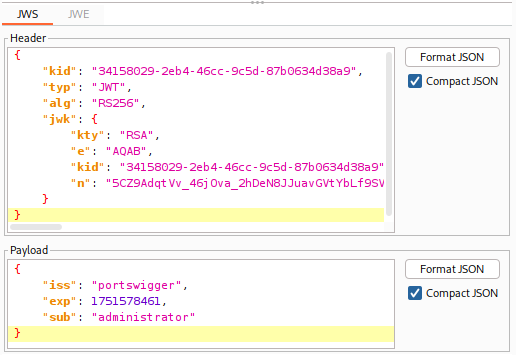 JWS JWE
Header
{
"kid": "34158029-2eb4-46cc-9c5d-87b0634d38a9",
"typ": "JWT",
"alg": "RS256",
"jwk": {
"kty": "RSA",
"e": "AQAB",
"kid": "34158029-2eb4-46cc-9c5d-87b0634d38a9"
"n": "5CZ9AdqtVv_46jOva_2hDeN8JJuavGVtYbLf9SV
}
}
Format JSON
Compact JSON
Payload
{
"iss": "portswigger",
"exp": 1751578461,
"sub": "administrator"
}
Format JSON
Compact JSON